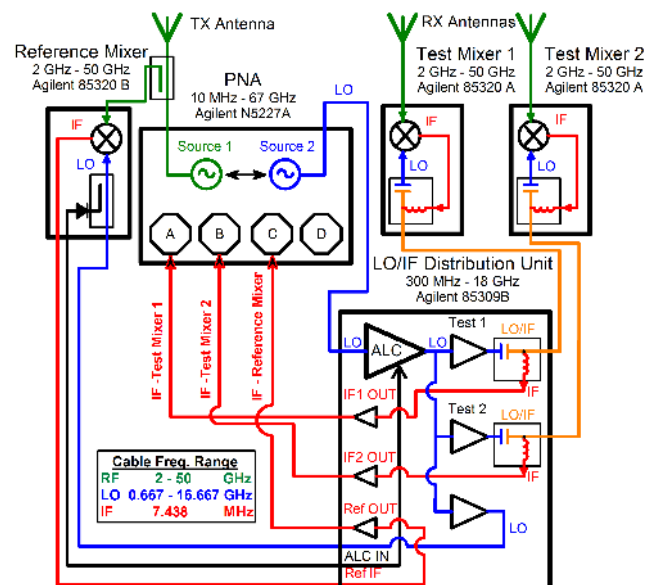 TX Antenna
RX Antennas
Reference Mixer
2 GHz - 50 GHz
Agilent 85320 B
PNA
10 MHz - 67 GHz
Agilent N5227A
Test Mixer 1
2 GHz - 50 GHz
Agilent 85320 A
Test Mixer 2
2 GHz - 50 GHz
Agilent 85320 A
IF
LO
Source 1
Source 2
LO
IF
LO
IF
LO
A
B
C
D
LO/IF Distribution Unit
300 MHz - 18 GHz
Agilent 85309B
IF -Test Mixer 1
IF -Test Mixer 2
IF - Reference Mixer
LO
ALC
LO
Test 1
LO/IF
IF
IF1 OUT
Test 2
LO/IF
IF
IF2 OUT
Ref OUT
LO
ALC IN
Ref IF
Cable Freq. Range
RF 2 - 50 GHz
LO 0.667 - 16.667 GHz
IF 7.438 MHz